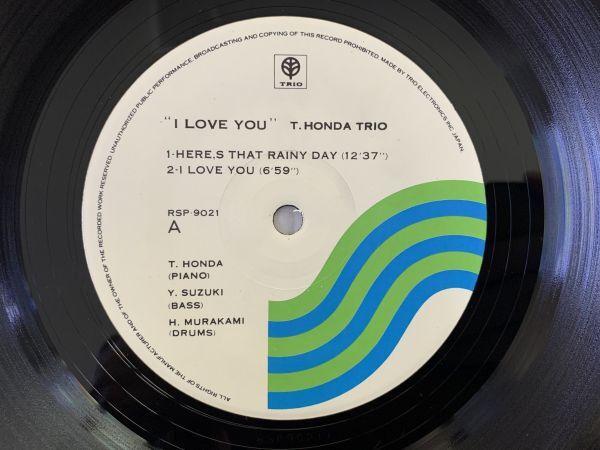 ALL RIGHTS OF THE MANUFACTURER AND OF THE OWNER OF THE RECORDED WORK RESERVED. UNAUTHORIZED PUBLIC PERFORMANCE, BROADCASTING AND COPYING OF THIS RECORD PROHIBITED. MADE BY TRIO ELECTRONICS INC. JAPAN
TRIO
"I LOVE YOU" T. HONDA TRIO
1-HERE,S THAT RAINY DAY (12'37")
2-I LOVE YOU (6'59")
RSP-9021
A
T. HONDA
(PIANO)
Y. SUZUKI
(BASS)
H. MURAKAMI
(DRUMS)